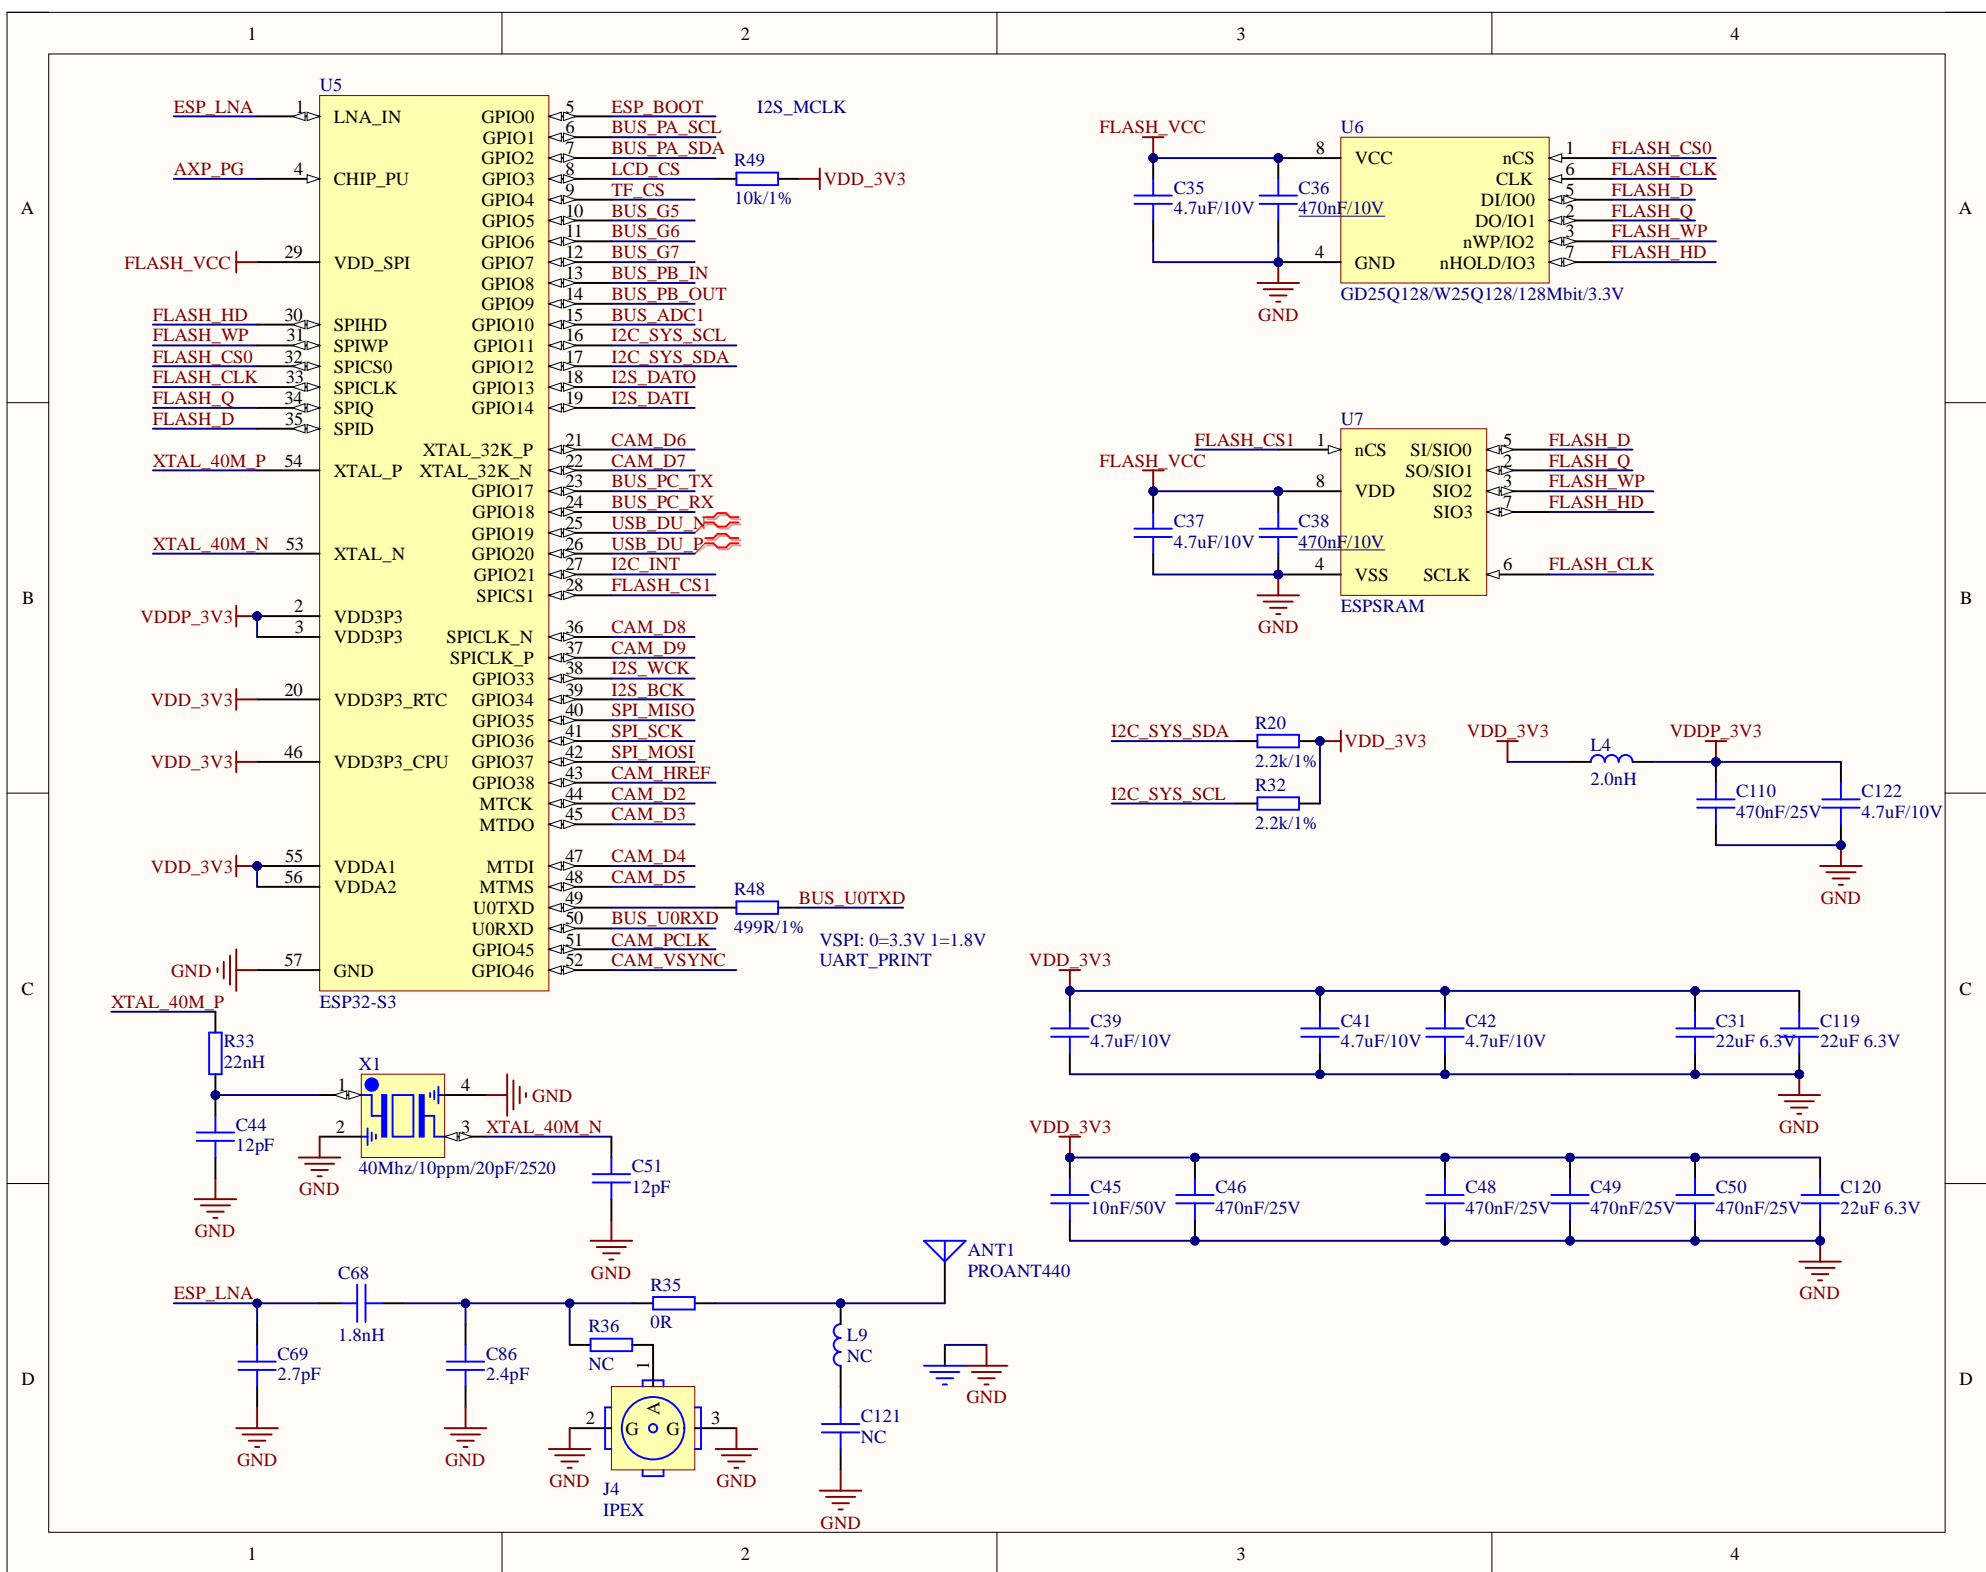 1 2 3 4
A
B
C
D
A
B
C
D
1 2 3 4
U5
ESP_LNA 1 LNA_IN
AXP_PG 4 CHIP_PU
FLASH_VCC 29 VDD_SPI
FLASH_HD 30 SPIHD
FLASH_WP 31 SPIWP
FLASH_CS0 32 SPICS0
FLASH_CLK 33 SPICLK
FLASH_Q 34 SPIQ
FLASH_D 35 SPID
XTAL_40M_P 54 XTAL_P
XTAL_40M_N 53 XTAL_N
VDDP_3V3 2 VDD3P3
3 VDD3P3
VDD_3V3 20 VDD3P3_RTC
VDD_3V3 46 VDD3P3_CPU
VDD_3V3 55 VDDA1
56 VDDA2
GND 57 GND
GPIO0 5 ESP_BOOT I2S_MCLK
GPIO1 6 BUS_PA_SCL
GPIO2 7 BUS_PA_SDA
GPIO3 8 LCD_CS R49 VDD_3V3
10k/1%
GPIO4 9 TF_CS
GPIO5 10 BUS_G5
GPIO6 11 BUS_G6
GPIO7 12 BUS_G7
GPIO8 13 BUS_PB_IN
GPIO9 14 BUS_PB_OUT
GPIO10 15 BUS_ADC1
GPIO11 16 I2C_SYS_SCL
GPIO12 17 I2C_SYS_SDA
GPIO13 18 I2S_DATO
GPIO14 19 I2S_DATI
XTAL_32K_P 21 CAM_D6
XTAL_32K_N 22 CAM_D7
GPIO17 23 BUS_PC_TX
GPIO18 24 BUS_PC_RX
GPIO19 25 USB_DU_N
GPIO20 26 USB_DU_P
GPIO21 27 I2C_INT
SPICS1 28 FLASH_CS1
SPICLK_N 36 CAM_D8
SPICLK_P 37 CAM_D9
GPIO33 38 I2S_WCK
GPIO34 39 I2S_BCK
GPIO35 40 SPI_MISO
GPIO36 41 SPI_SCK
GPIO37 42 SPI_MOSI
GPIO38 43 CAM_HREF
MTCK 44 CAM_D2
MTDO 45 CAM_D3
MTDI 47 CAM_D4
MTMS 48 CAM_D5
U0TXD 49 R48 BUS_U0TXD
499R/1%
U0RXD 50 BUS_U0RXD
GPIO45 51 CAM_PCLK VSPI: 0=3.3V 1=1.8V
GPIO46 52 CAM_VSYNC UART_PRINT
ESP32-S3
FLASH_VCC
C35
4.7uF/10V
C36
470nF/10V
GND
U6
8 VCC
4 GND
nCS 1 FLASH_CS0
CLK 6 FLASH_CLK
DI/IO0 5 FLASH_D
DO/IO1 2 FLASH_Q
nWP/IO2 3 FLASH_WP
nHOLD/IO3 7 FLASH_HD
GD25Q128/W25Q128/128Mbit/3.3V
U7
FLASH_CS1 1 nCS
FLASH_VCC
8 VDD
C37
4.7uF/10V
C38
470nF/10V
4 VSS
GND
SI/SIO0 5 FLASH_D
SO/SIO1 2 FLASH_Q
SIO2 3 FLASH_WP
SIO3 7 FLASH_HD
SCLK 6 FLASH_CLK
ESPSRAM
I2C_SYS_SDA R20 VDD_3V3
2.2k/1%
I2C_SYS_SCL R32
2.2k/1%
VDD_3V3 L4 VDDP_3V3
2.0nH
C110
470nF/25V
C122
4.7uF/10V
GND
VDD_3V3
C39
4.7uF/10V
C41
4.7uF/10V
C42
4.7uF/10V
C31
22uF 6.3V
C119
22uF 6.3V
GND
VDD_3V3
C45
10nF/50V
C46
470nF/25V
C48
470nF/25V
C49
470nF/25V
C50
470nF/25V
C120
22uF 6.3V
GND
XTAL_40M_P
R33
22nH
C44
12pF
GND
X1
1
2
GND
4 GND
3 XTAL_40M_N
40Mhz/10ppm/20pF/2520
C51
12pF
GND
ESP_LNA
C69
2.7pF
GND
C68
1.8nH
C86
2.4pF
GND
R35
0R
R36
NC
1
A
G G
2
GND
3
GND
J4
IPEX
L9
NC
C121
NC
GND
ANT1
PROANT440
GND